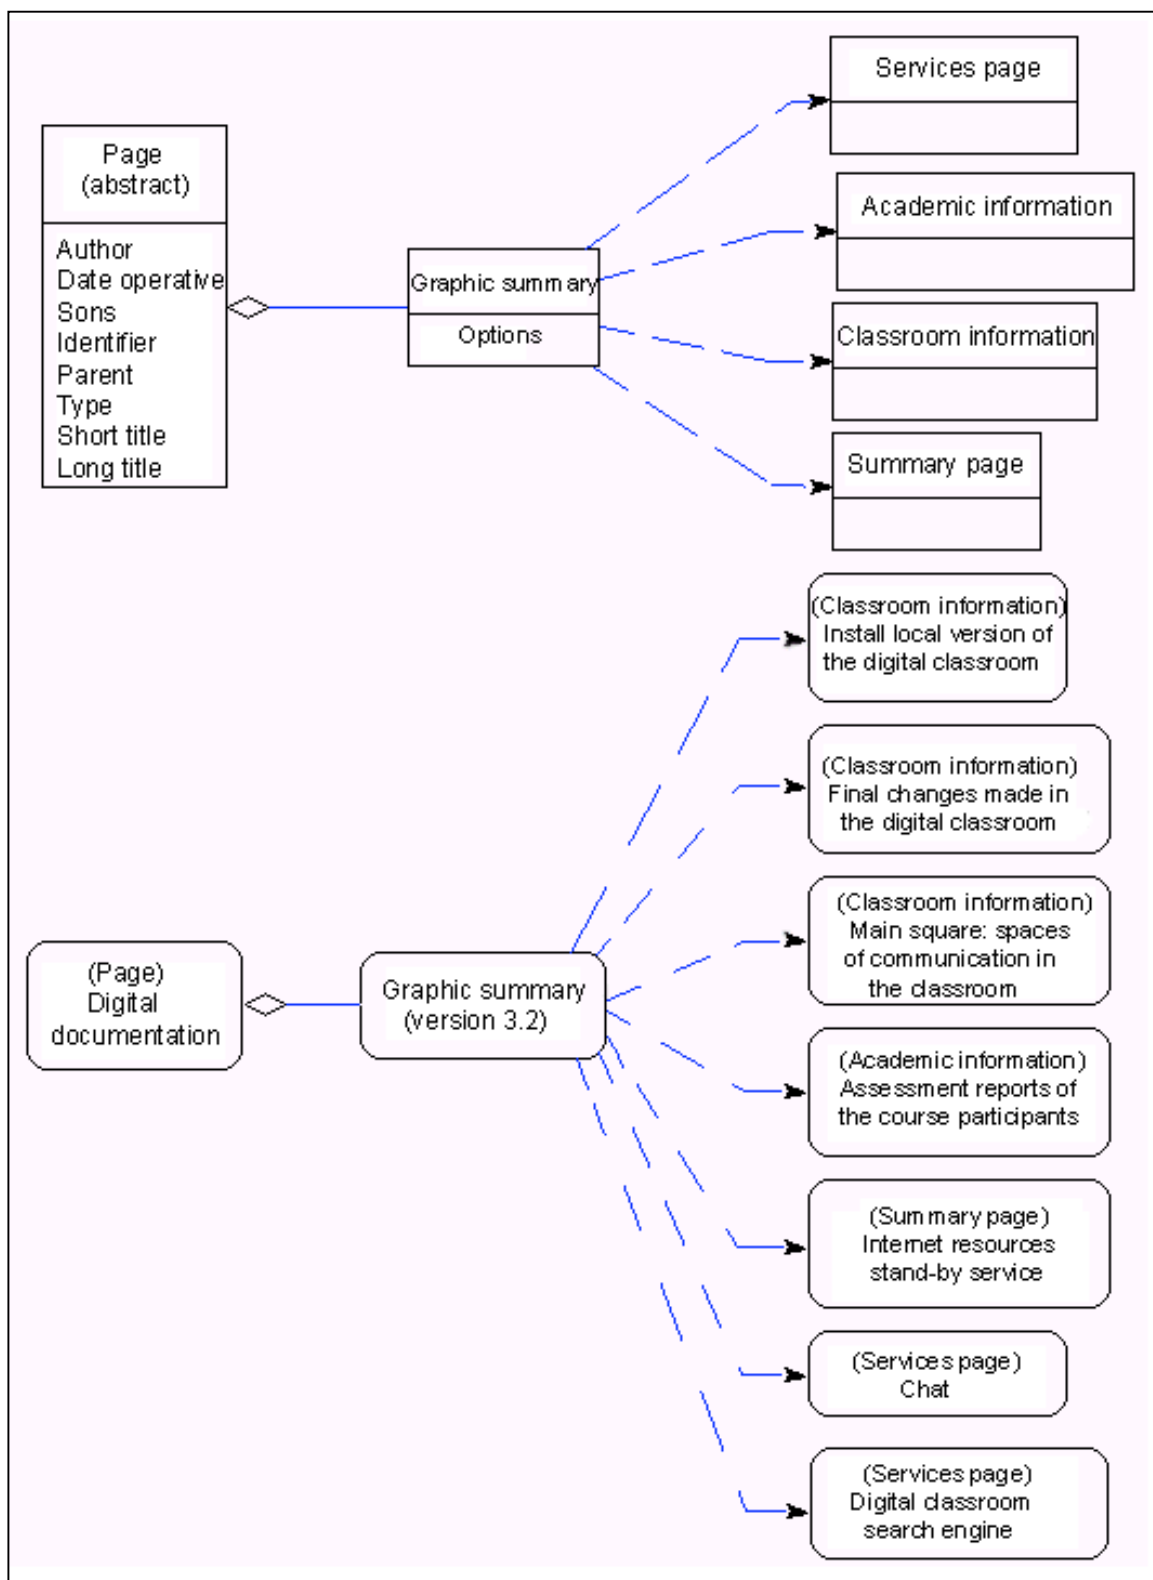 Services page
Page
(abstract)
Author
Date operative
Sons
Identifier
Parent
Type
Short title
Long title
Graphic summary
Options
Academic information
Classroom information
Summary page
(Classroom information)
Install local version of
the digital classroom
(Classroom information)
Final changes made in
the digital classroom
(Classroom information)
Main square: spaces
of communication in
the classroom
(Page)
Digital
documentation
Graphic summary
(version 3.2)
(Academic information)
Assessment reports of
the course participants
(Summary page)
Internet resources
stand-by service
(Services page)
Chat
(Services page)
Digital classroom
search engine